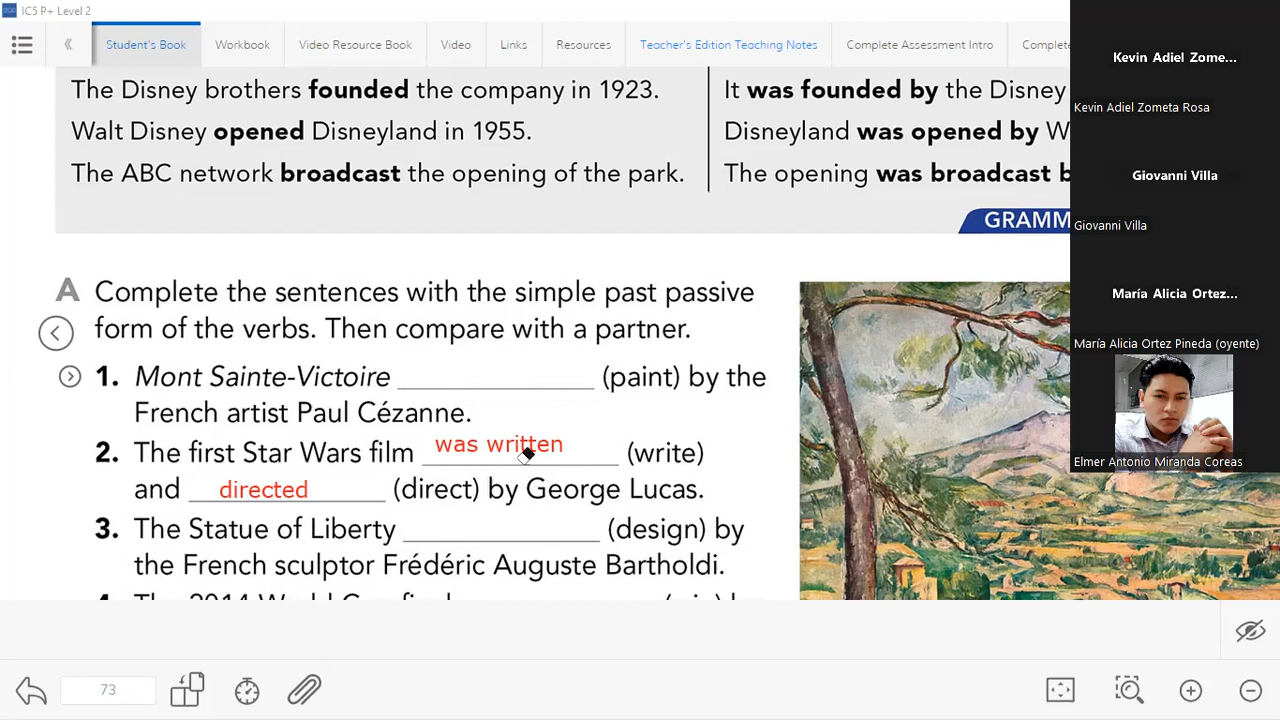 IC5 P+ Level 2
Student's Book
Workbook
Video Resource Book
Video
Links
Resources
Teacher's Edition Teaching Notes
Complete Assessment Intro
Complete
The Disney brothers founded the company in 1923.
It was founded by the Disney
Walt Disney opened Disneyland in 1955.
Disneyland was opened by W
The ABC network broadcast the opening of the park.
The opening was broadcast b
GRAMM
A Complete the sentences with the simple past passive
form of the verbs. Then compare with a partner.
1. Mont Sainte-Victoire ______________ (paint) by the
French artist Paul Cézanne.
2. The first Star Wars film was written (write)
and directed (direct) by George Lucas.
3. The Statue of Liberty ______________ (design) by
the French sculptor Frédéric Auguste Bartholdi.
73
Kevin Adiel Zome...
Kevin Adiel Zometa Rosa
Giovanni Villa
Giovanni Villa
María Alicia Ortez...
María Alicia Ortez Pineda (oyente)
Elmer Antonio Miranda Coreas